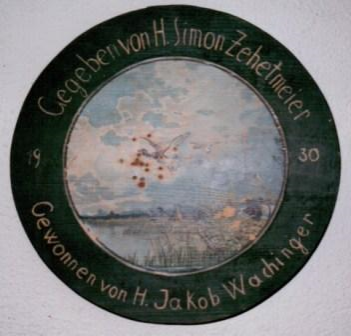 Gegeben von H. Simon Zehetmeier
19 30
Gewonnen von H. Jakob Wachinger